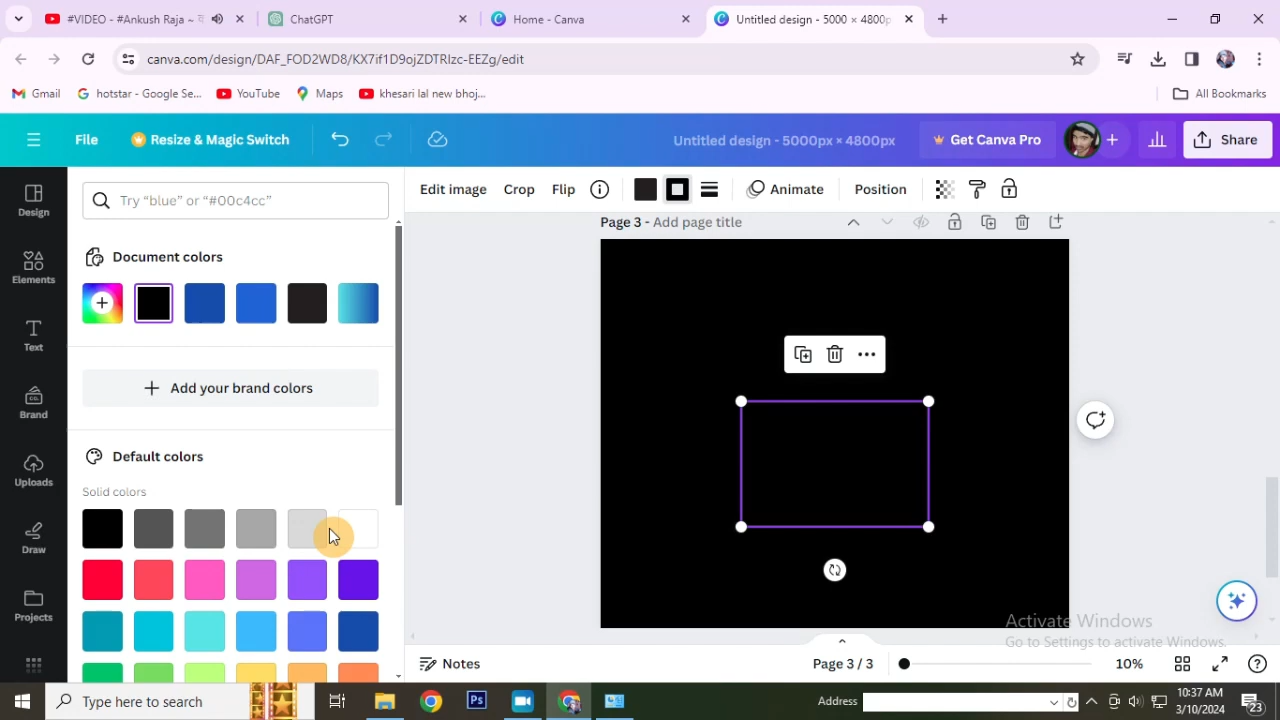 #VIDEO - #Ankush Raja ~
ChatGPT
Home - Canva
Untitled design - 5000 × 4800p
canva.com/design/DAF_FOD2WD8/KX7if1D9ojZDTRlzc-EEZg/edit
Gmail
hotstar - Google Se...
YouTube
Maps
khesari lal new bhoj...
All Bookmarks
File
Resize & Magic Switch
Untitled design - 5000px × 4800px
Get Canva Pro
Share
Design
Elements
Text
Brand
Uploads
Draw
Projects
Try “blue” or “#00c4cc”
Edit image
Crop
Flip
Animate
Position
Page 3 - Add page title
Document colors
Add your brand colors
Default colors
Solid colors
Activate Windows
Go to Settings to activate Windows.
Notes
Page 3 / 3
10%
Type here to search
Ps
Address
10:37 AM
3/10/2024
23